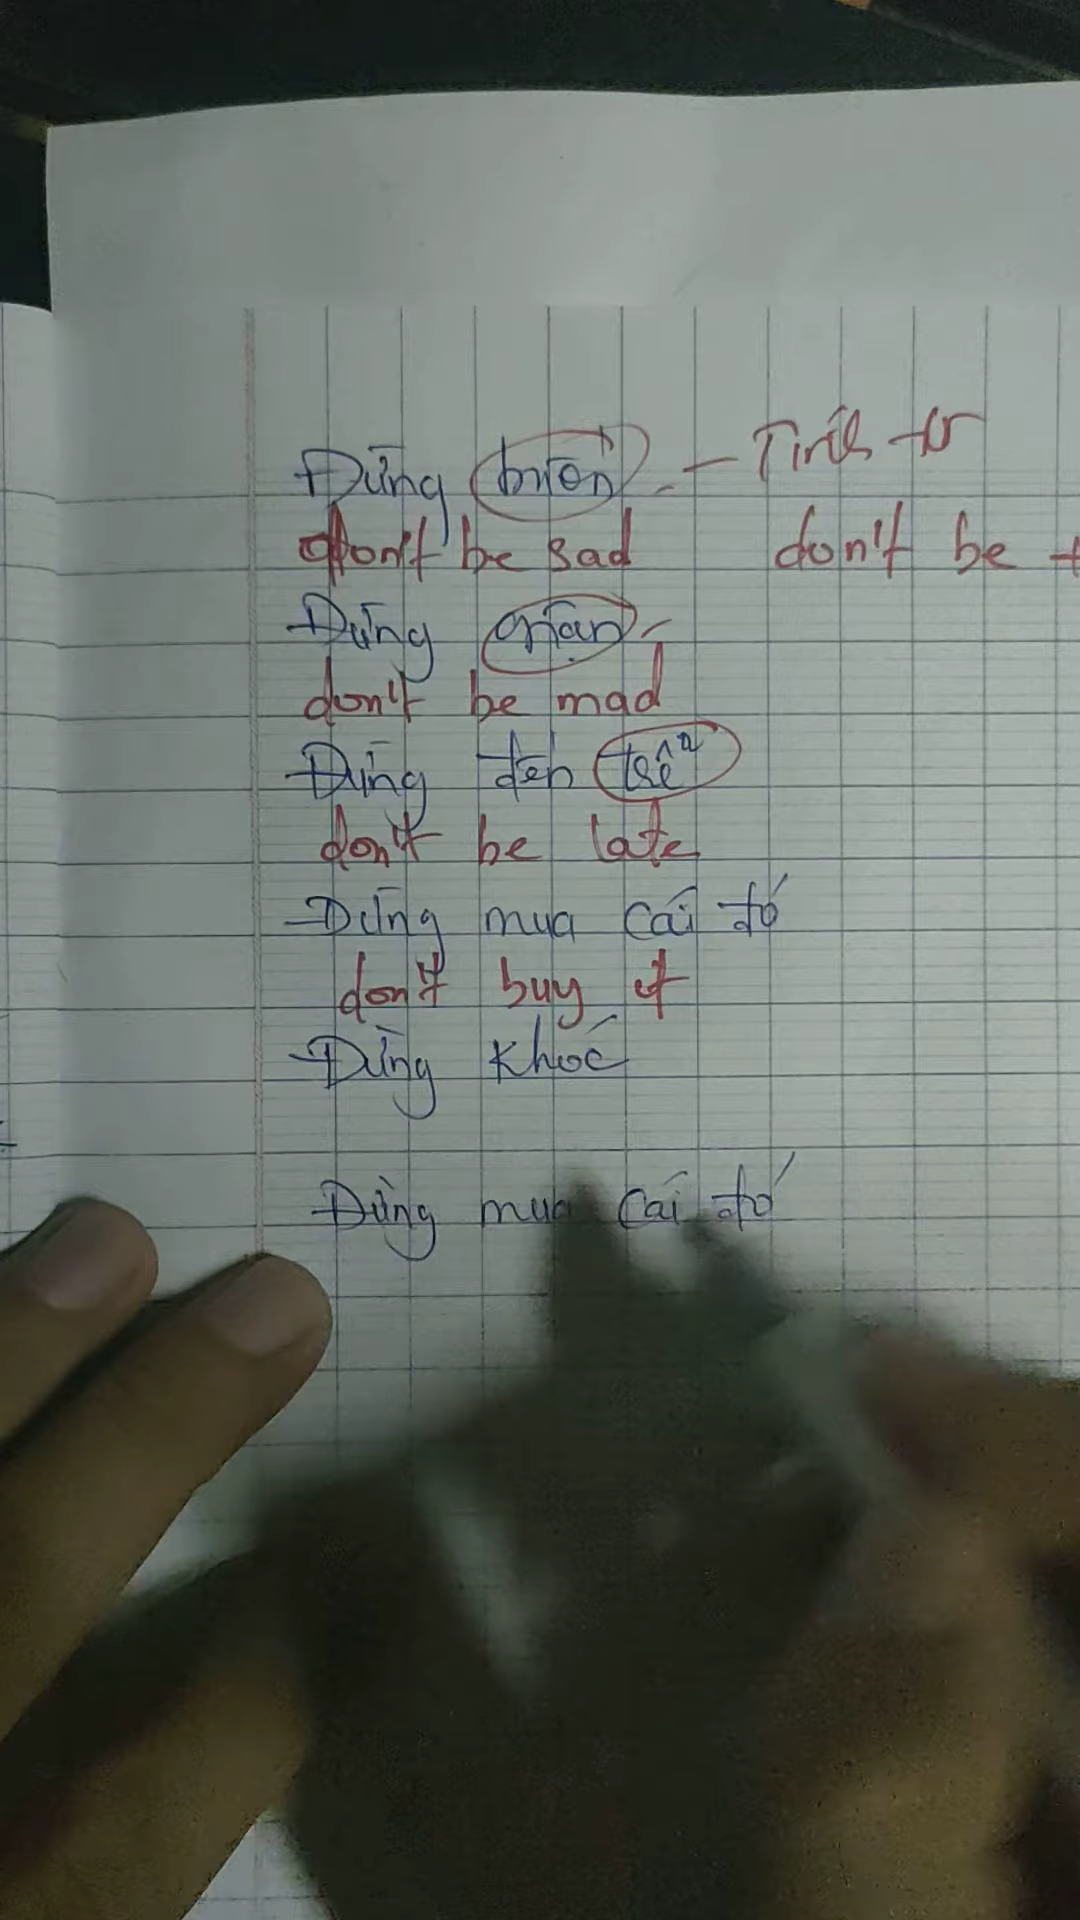 Đừng buồn - Tính từ
don't be sad don't be +
Đừng giận
don't be mad
Đừng đến trễ
don't be late
Đừng mua cái đó
don't buy it
Đừng khóc
Đừng mua cái đó